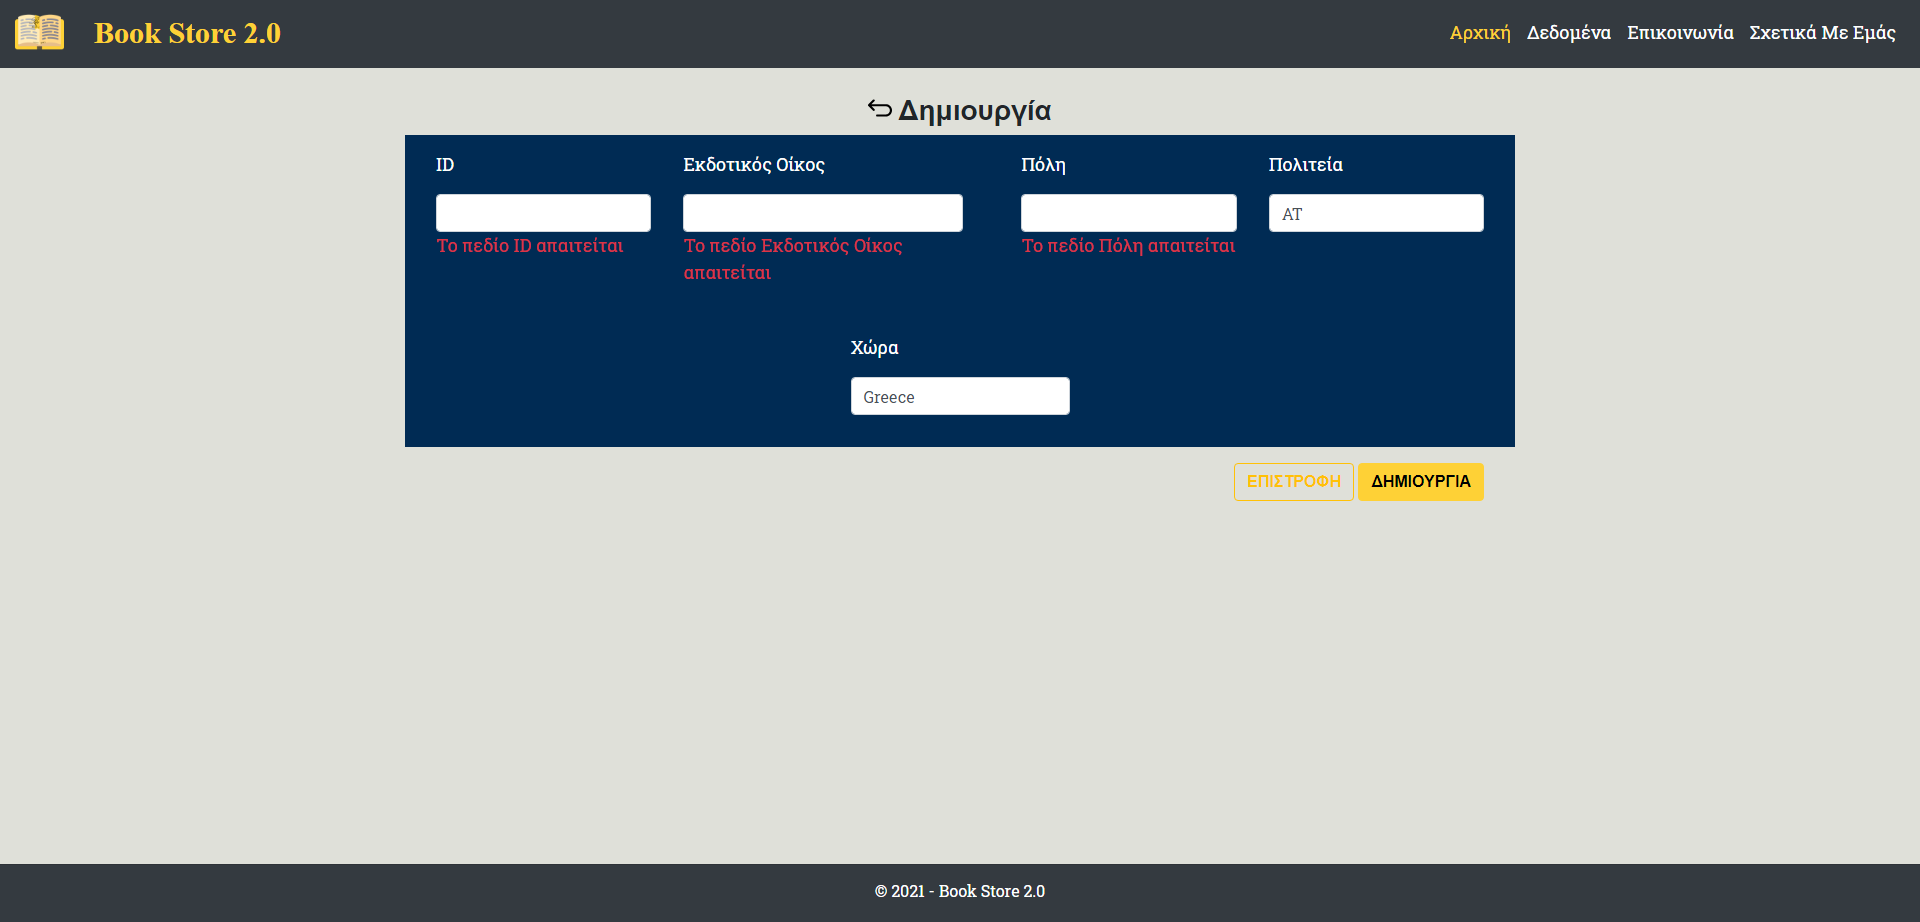 Book Store 2.0
Αρχική Δεδομένα Επικοινωνία Σχετικά Με Εμάς
Δημιουργία
ID Εκδοτικός Οίκος Πόλη Πολιτεία
AT
Το πεδίο ID απαιτείται Το πεδίο Εκδοτικός Οίκος Το πεδίο Πόλη απαιτείται
απαιτείται
Χώρα
Greece
ΕΠΙΣΤΡΟΦΗ ΔΗΜΙΟΥΡΓΙΑ
© 2021 - Book Store 2.0